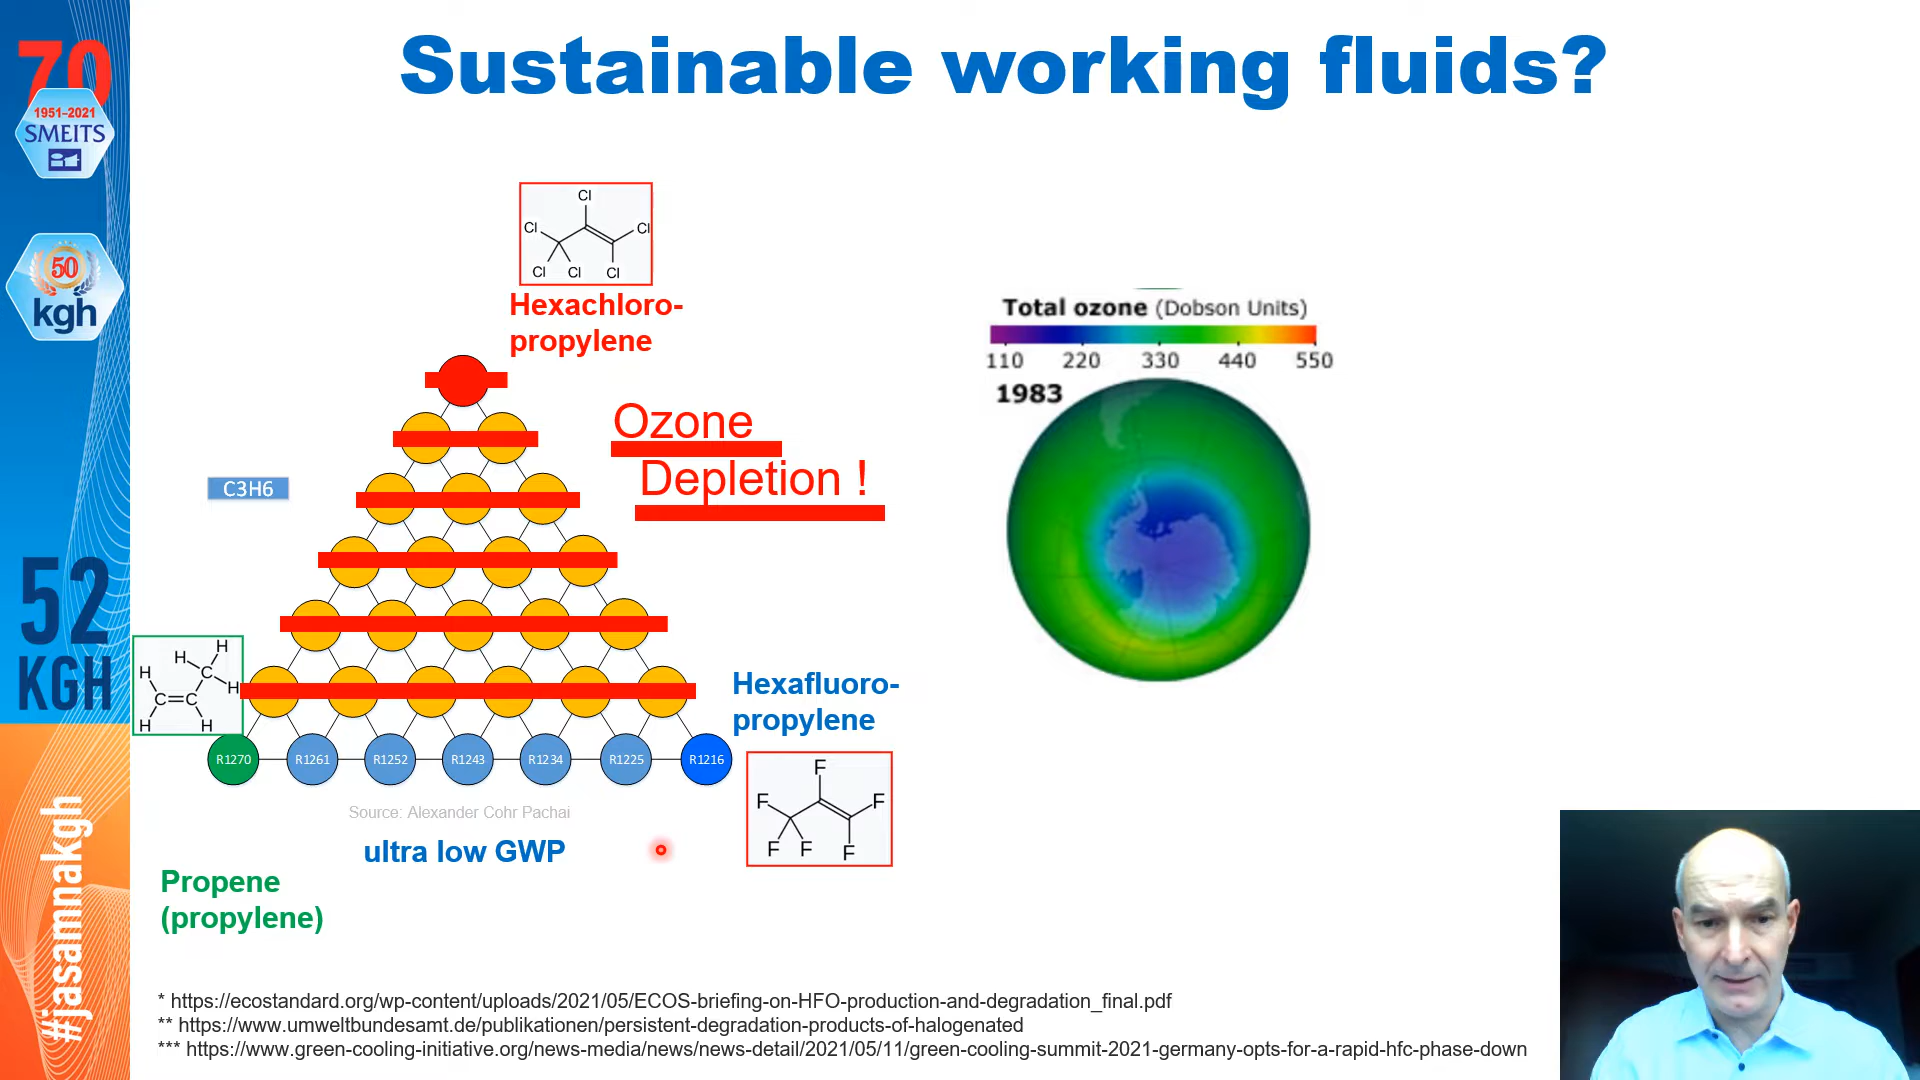 Sustainable working fluids?
70
1951-2021
SMEITS
50
kgh
52
KGH
#jasamnakgh
Cl
Cl
Cl
Cl
Cl
Cl
Hexachloro-
propylene
Ozone
Depletion !
C3H6
Total ozone (Dobson Units)
110 220 330 440 550
1983
H
H
H
H
C=C
C
H
H
Hexafluoro-
propylene
R1270 R1261 R1252 R1243 R1234 R1225 R1216
F
F
F
F
F
F
Source: Alexander Cohr Pachai
ultra low GWP
Propene
(propylene)
* https://ecostandard.org/wp-content/uploads/2021/05/ECOS-briefing-on-HFO-production-and-degradation_final.pdf
** https://www.umweltbundesamt.de/publikationen/persistent-degradation-products-of-halogenated
*** https://www.green-cooling-initiative.org/news-media/news/news-detail/2021/05/11/green-cooling-summit-2021-germany-opts-for-a-rapid-hfc-phase-down